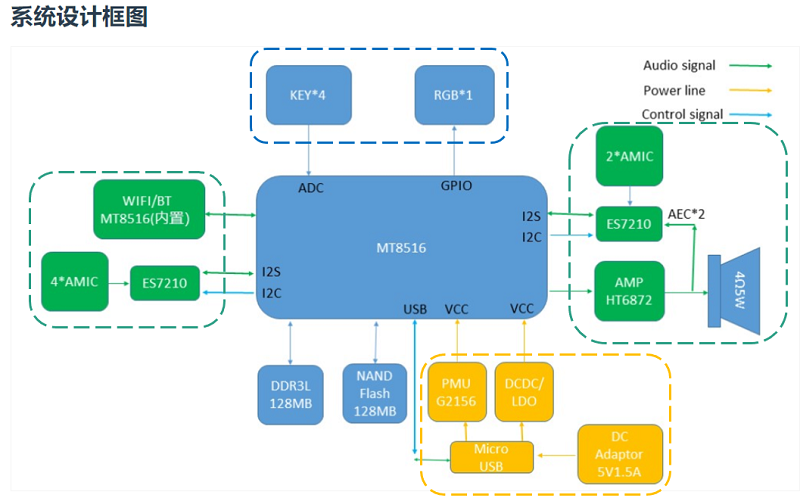 系统设计框图
Audio signal
Power line
Control signal
KEY*4
RGB*1
ADC
GPIO
2*AMIC
WIFI/BT
MT8516(内置)
I2S
ES7210
AEC*2
I2C
MT8516
4*AMIC
ES7210
I2S
I2C
AMP
HT6872
4Ω5W
USB
VCC
VCC
DDR3L
128MB
NAND
Flash
128MB
PMU
G2156
DCDC/
LDO
Micro
USB
DC
Adaptor
5V1.5A